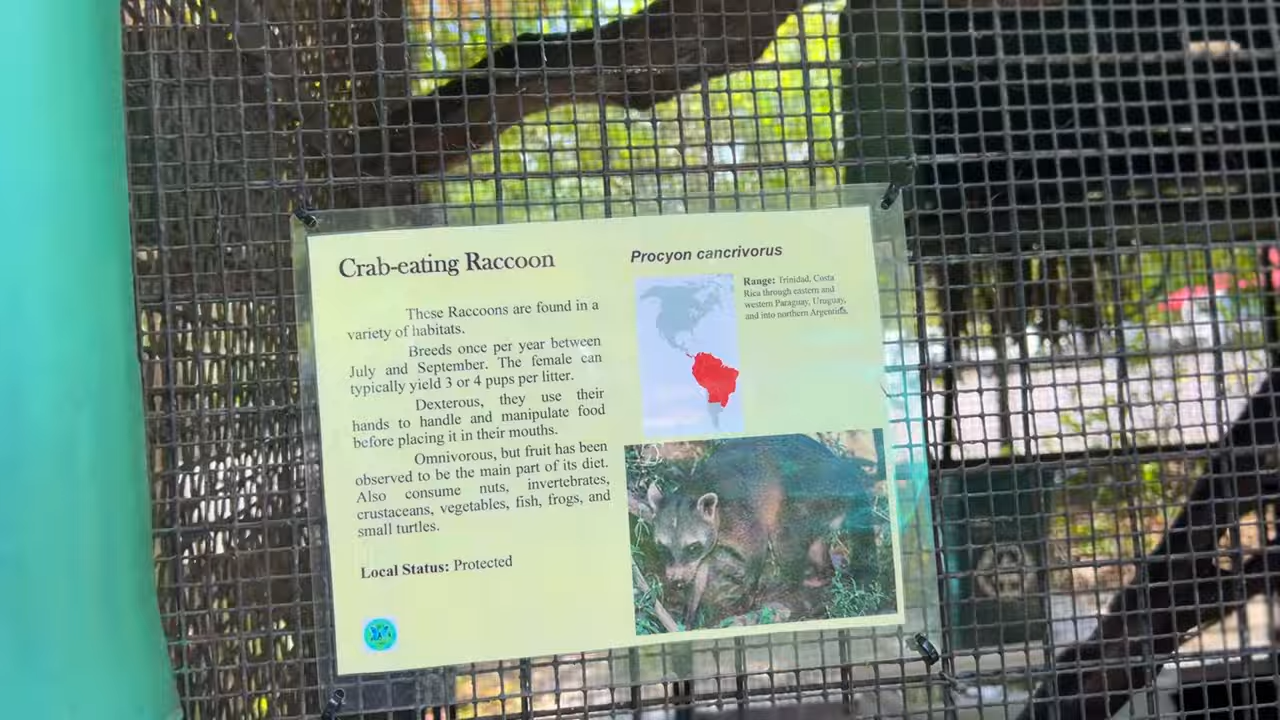 Crab-eating Raccoon
These Raccoons are found in a
variety of habitats.
Breeds once per year between
July and September. The female can
typically yield 3 or 4 pups per litter.
Dexterous, they use their
hands to handle and manipulate food
before placing it in their mouths.
Omnivorous, but fruit has been
observed to be the main part of its diet.
Also consume nuts, invertebrates,
crustaceans, vegetables, fish, frogs, and
small turtles.
Local Status: Protected
Procyon cancrivorus
Range: Trinidad, Costa
Rica through eastern and
western Paraguay, Uruguay,
and into northern Argentina.